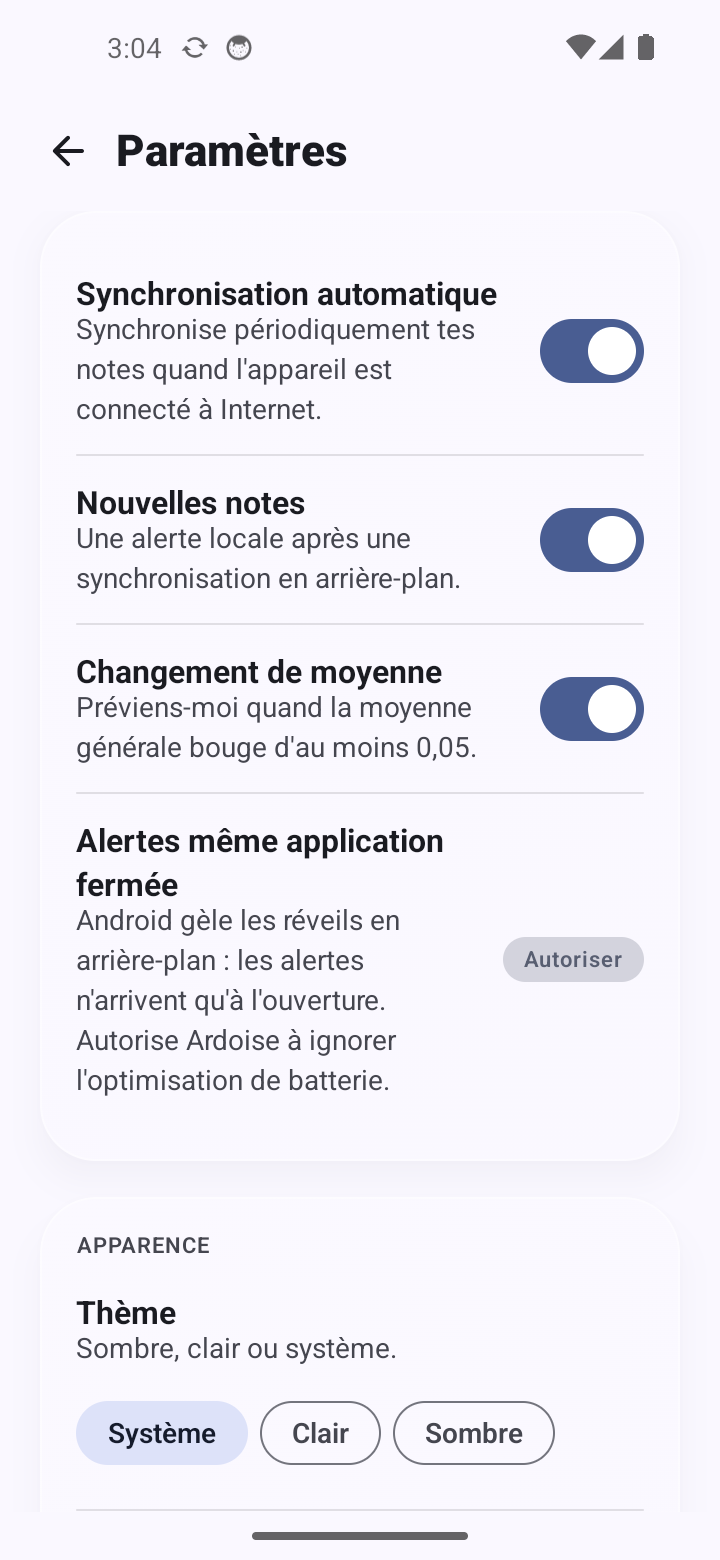 3:04
Paramètres
Synchronisation automatique
Synchronise périodiquement tes
notes quand l'appareil est
connecté à Internet.
Nouvelles notes
Une alerte locale après une
synchronisation en arrière-plan.
Changement de moyenne
Préviens-moi quand la moyenne
générale bouge d'au moins 0,05.
Alertes même application
fermée
Android gèle les réveils en
arrière-plan : les alertes
n'arrivent qu'à l'ouverture.
Autorise Ardoise à ignorer
l'optimisation de batterie.
Autoriser
APPARENCE
Thème
Sombre, clair ou système.
Système
Clair
Sombre